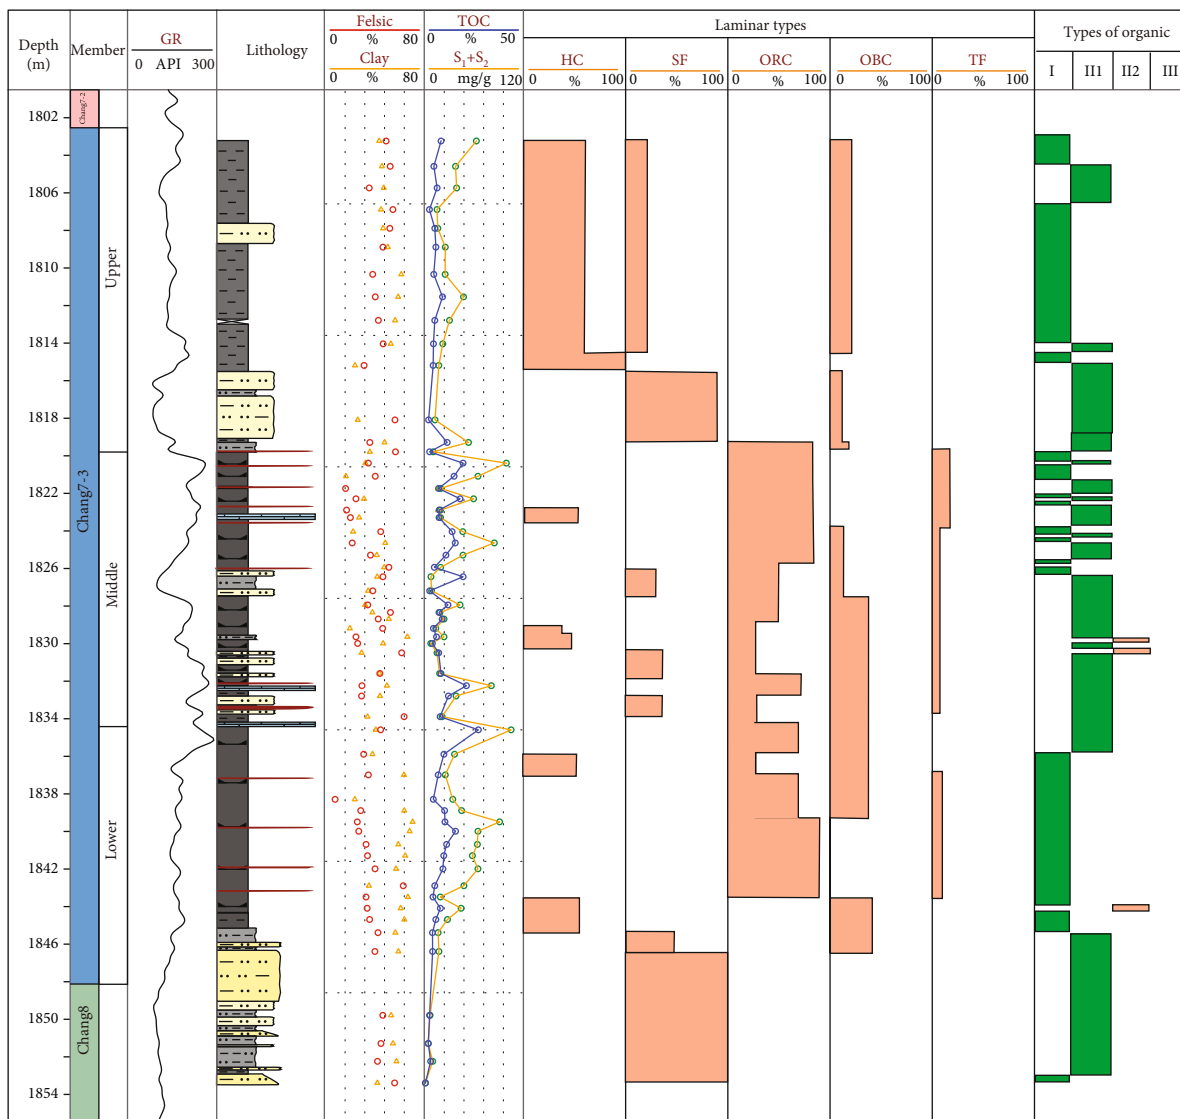 Depth
(m)
Member
GR
0 API 300
Lithology
Felsic
0 % 80
Clay
0 % 80
TOC
0 50
S1+S2
0 mg/g 120
Laminar types
HC
0 % 100
SF
0 % 100
ORC
0 % 100
OBC
0 % 100
TF
0 % 100
Types of organic
I II1 II2 III
Chang7-2
Chang7-3
Chang8
Upper
Middle
Lower
1802
1806
1810
1814
1818
1822
1826
1830
1834
1838
1842
1846
1850
1854